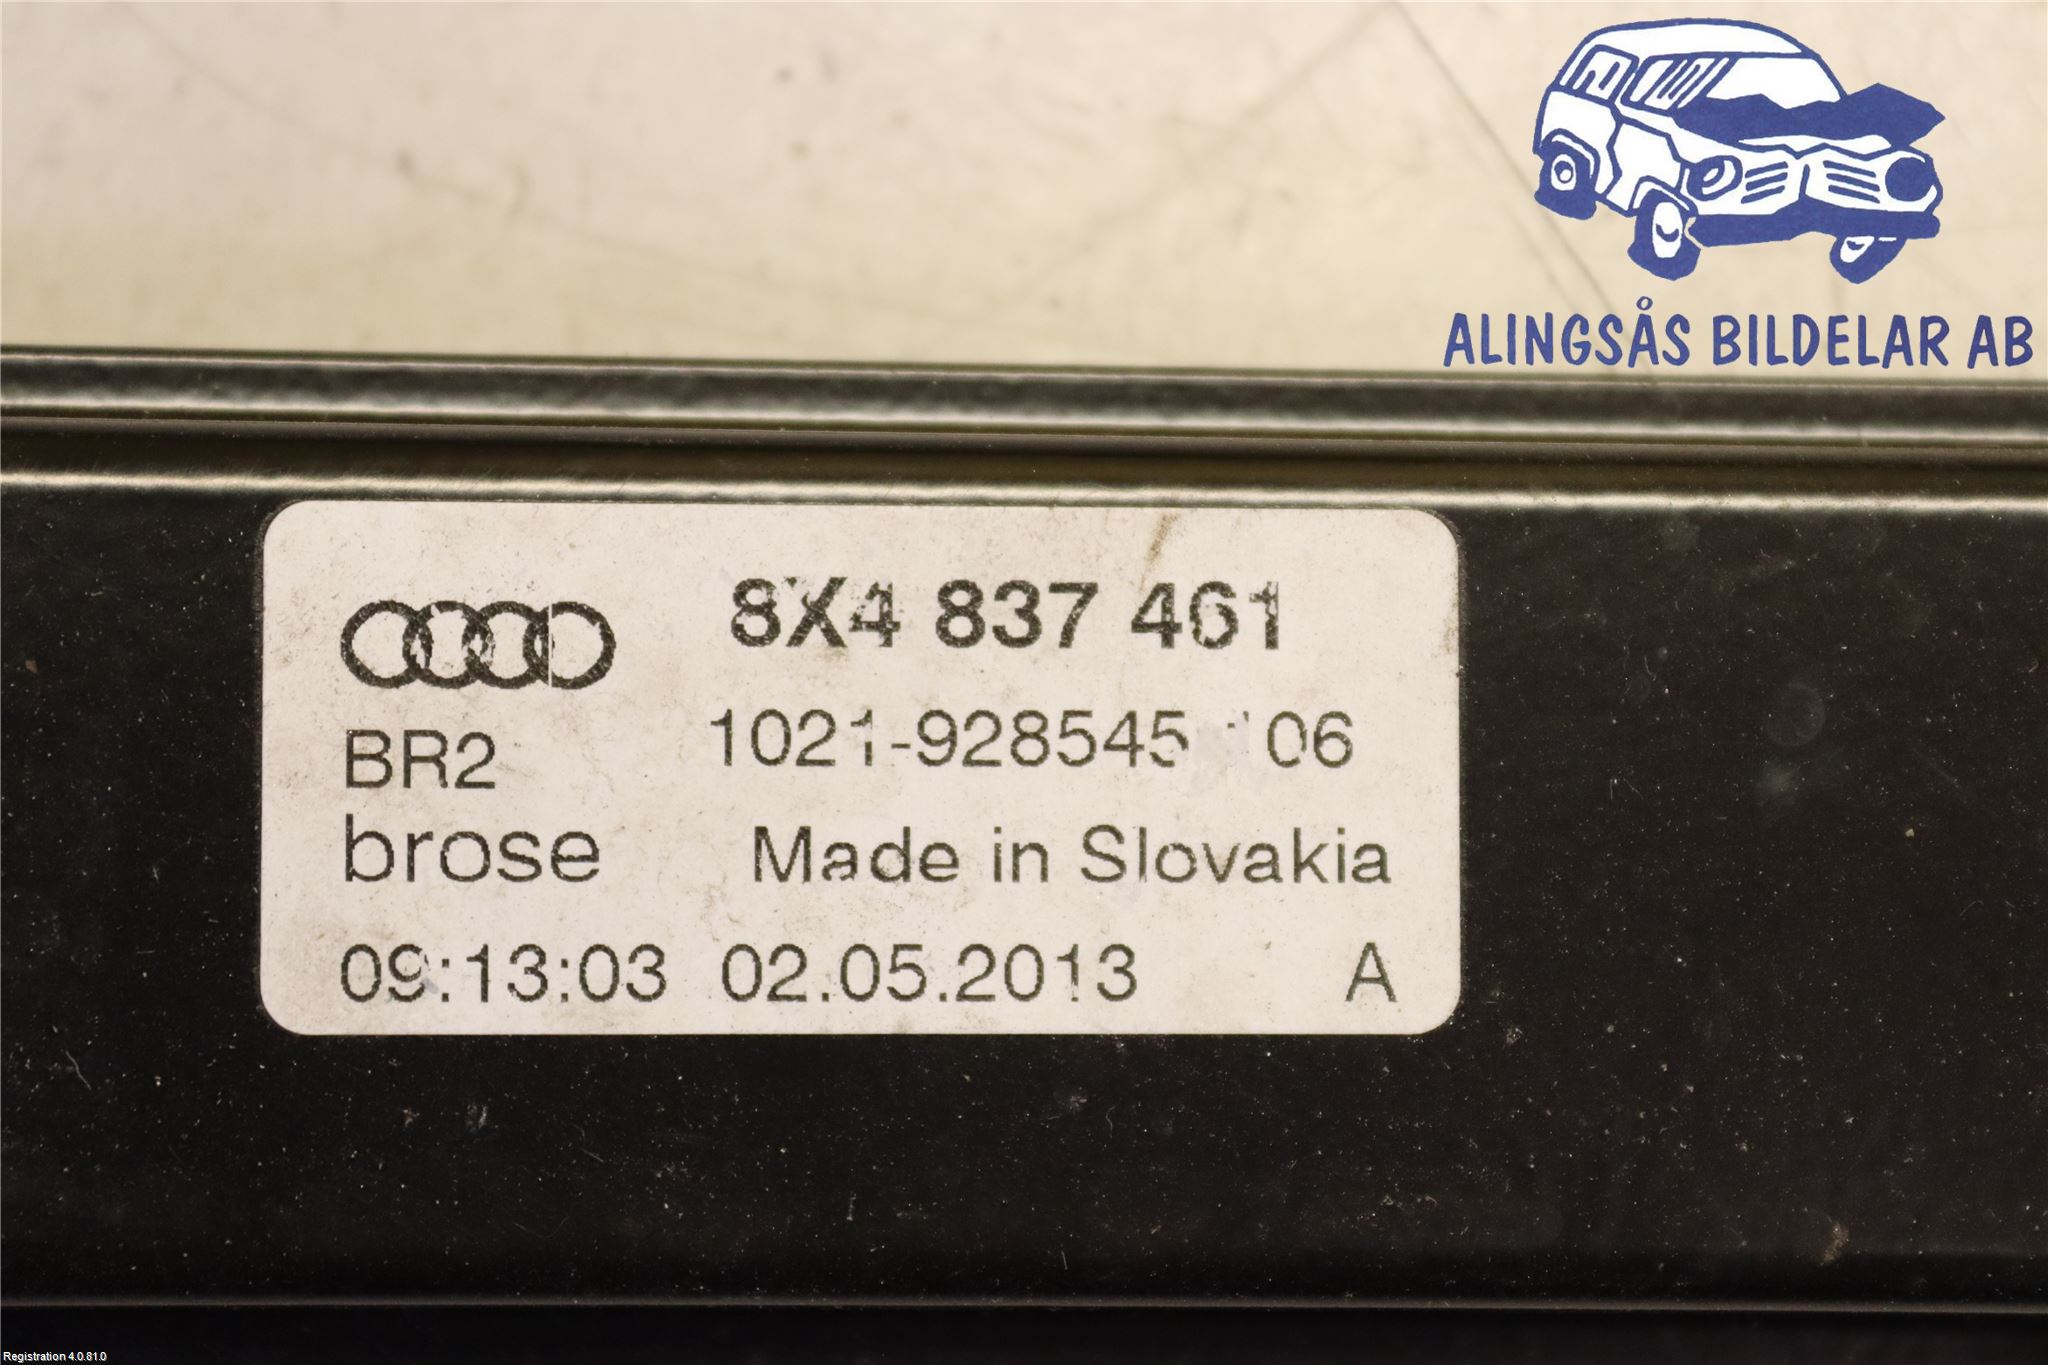 ALINGSÅS BILDELAR AB
8X4 837 461
BR2
brose Made in Slovakia
09:13:03 02.05.2013 A
Registration 4.0.81.0